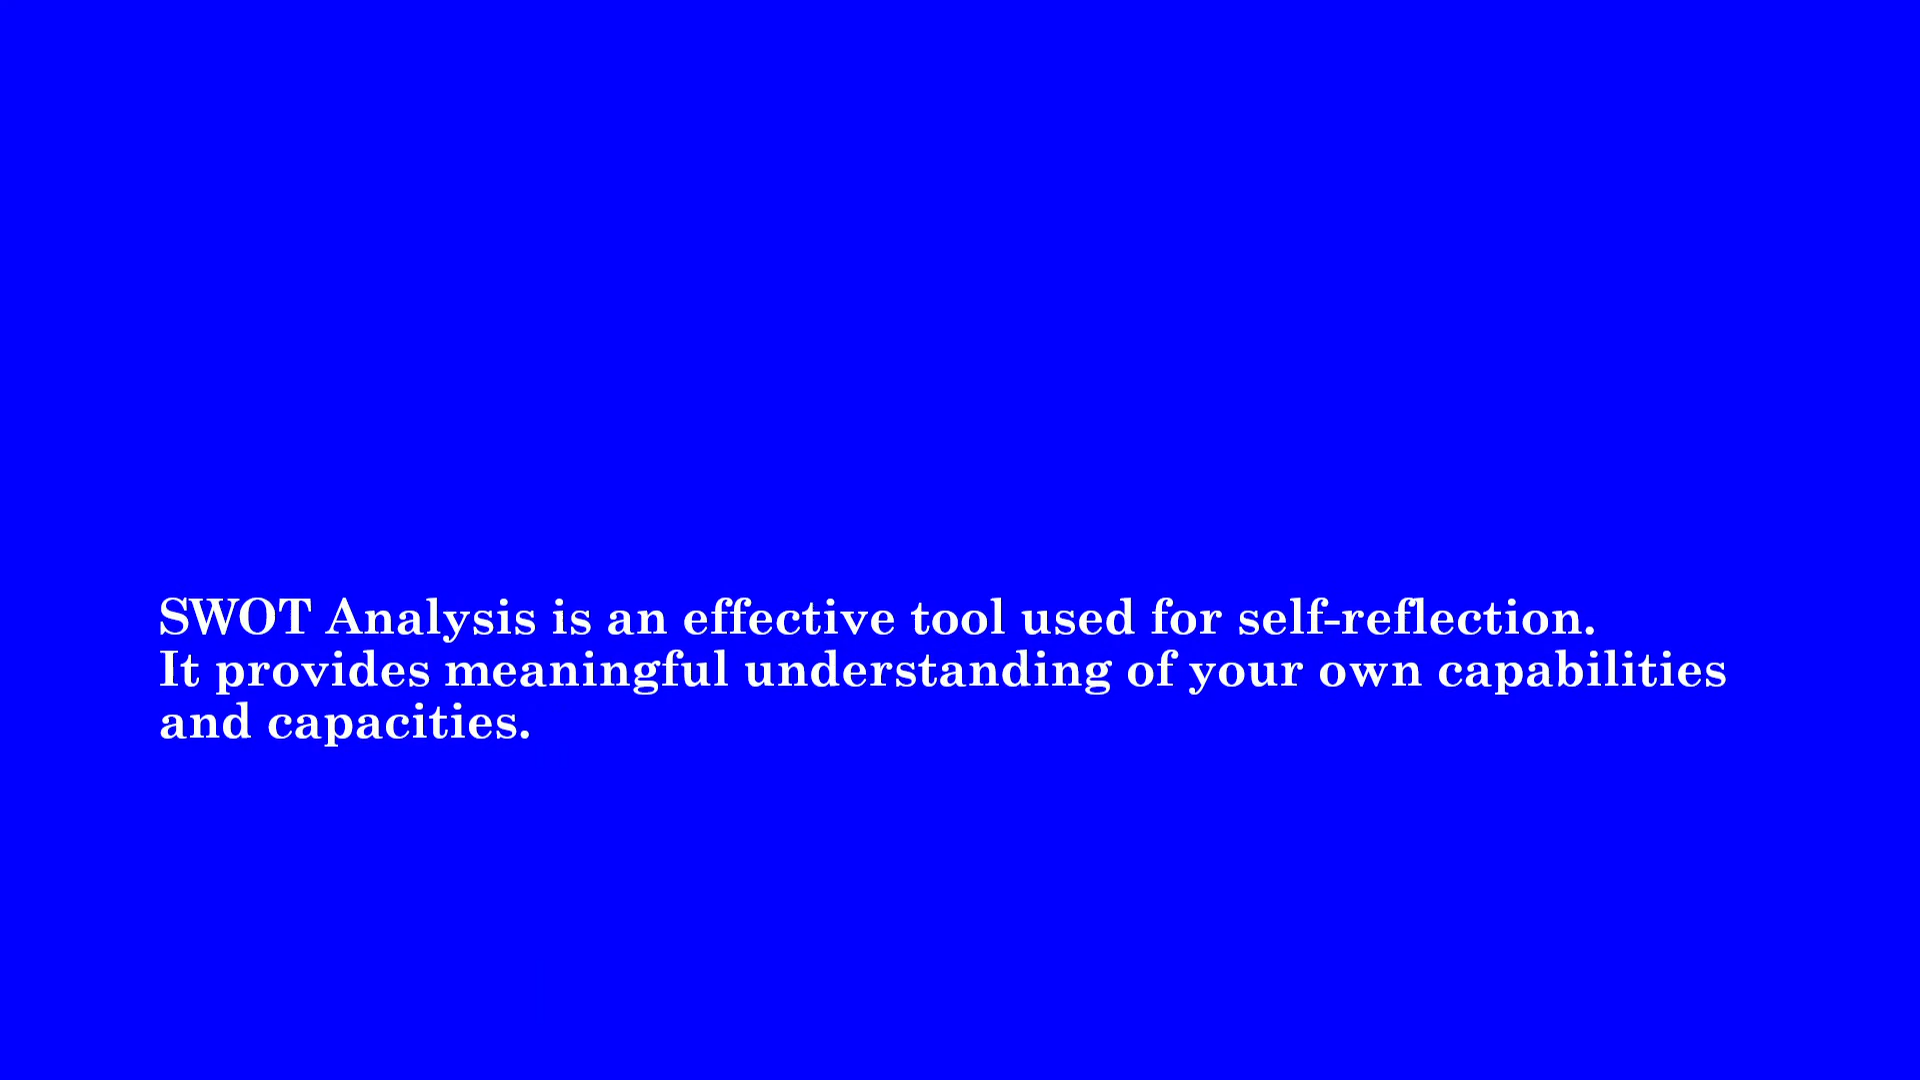 SWOT Analysis is an effective tool used for self-reflection.
It provides meaningful understanding of your own capabilities
and capacities.